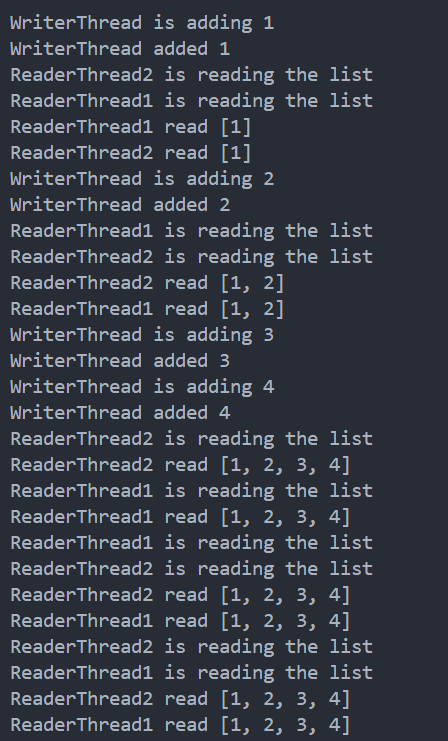 WriterThread is adding 1
WriterThread added 1
ReaderThread2 is reading the list
ReaderThread1 is reading the list
ReaderThread1 read [1]
ReaderThread2 read [1]
WriterThread is adding 2
WriterThread added 2
ReaderThread1 is reading the list
ReaderThread2 is reading the list
ReaderThread2 read [1, 2]
ReaderThread1 read [1, 2]
WriterThread is adding 3
WriterThread added 3
WriterThread is adding 4
WriterThread added 4
ReaderThread2 is reading the list
ReaderThread2 read [1, 2, 3, 4]
ReaderThread1 is reading the list
ReaderThread1 read [1, 2, 3, 4]
ReaderThread1 is reading the list
ReaderThread2 is reading the list
ReaderThread2 read [1, 2, 3, 4]
ReaderThread1 read [1, 2, 3, 4]
ReaderThread2 is reading the list
ReaderThread1 is reading the list
ReaderThread2 read [1, 2, 3, 4]
ReaderThread1 read [1, 2, 3, 4]